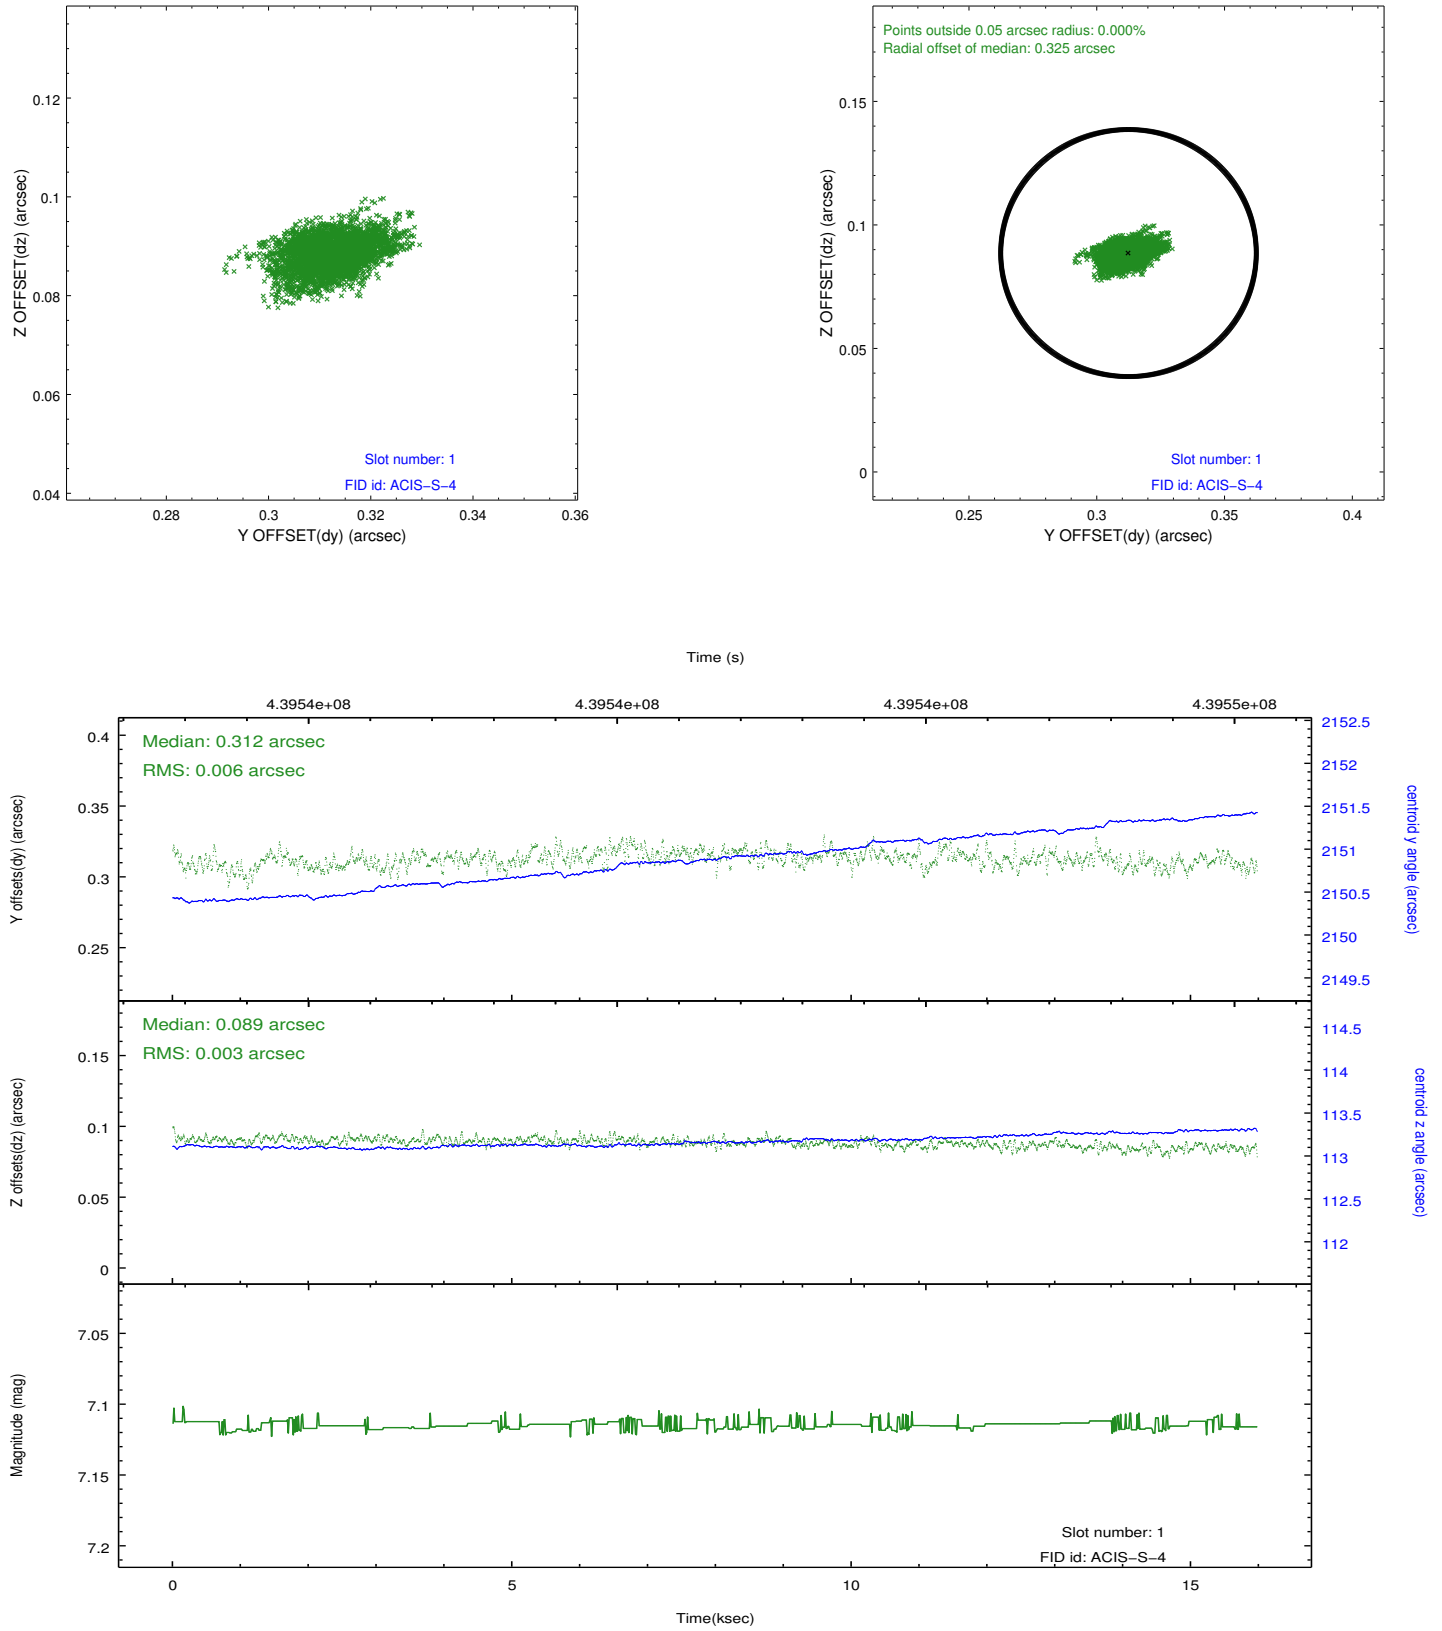 0.12
0.1
0.08
0.06
0.04
Z OFFSET(dz) (arcsec)
Slot number: 1
FID id: ACIS-S-4
0.28
0.3
0.32
0.34
0.36
Y OFFSET(dy) (arcsec)
Points outside 0.05 arcsec radius: 0.000%
Radial offset of median: 0.325 arcsec
0.15
0.1
0.05
0
Z OFFSET(dz) (arcsec)
Slot number: 1
FID id: ACIS-S-4
0.25
0.3
0.35
0.4
Y OFFSET(dy) (arcsec)
Time (s)
4.3954e+08
4.3954e+08
4.3954e+08
4.3955e+08
Median: 0.312 arcsec
RMS: 0.006 arcsec
0.4
0.35
0.3
0.25
Y offsets(dy) (arcsec)
2152.5
2152
2151.5
2151
2150.5
2150
2149.5
centroid y angle (arcsec)
Median: 0.089 arcsec
RMS: 0.003 arcsec
0.15
0.1
0.05
0
Z offsets(dz) (arcsec)
114.5
114
113.5
113
112.5
112
centroid z angle (arcsec)
7.05
7.1
7.15
7.2
Magnitude (mag)
Slot number: 1
FID id: ACIS-S-4
0
5
10
15
Time(ksec)